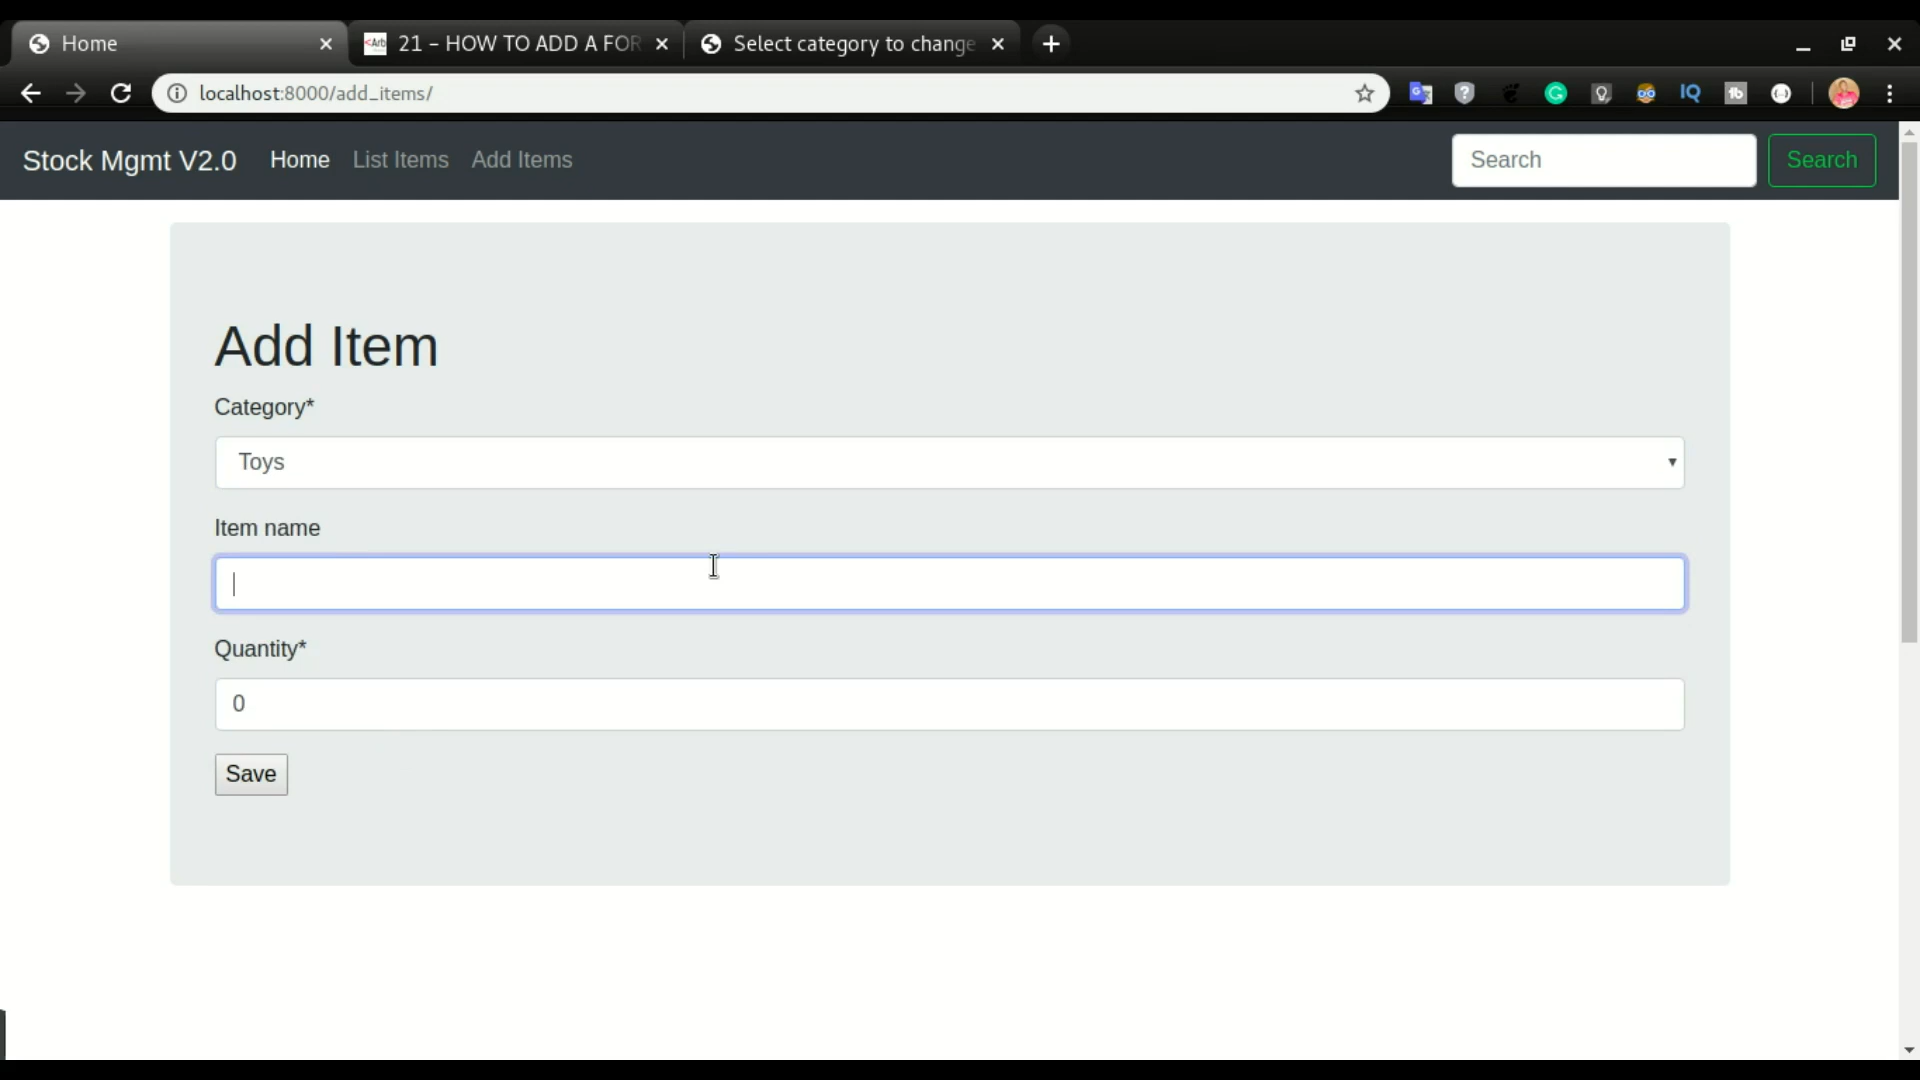 Home
21 – HOW TO ADD A FOR
Select category to change
localhost:8000/add_items/
Stock Mgmt V2.0 Home List Items Add Items Search Search
Add Item
Category*
Toys
Item name
Quantity*
0
Save